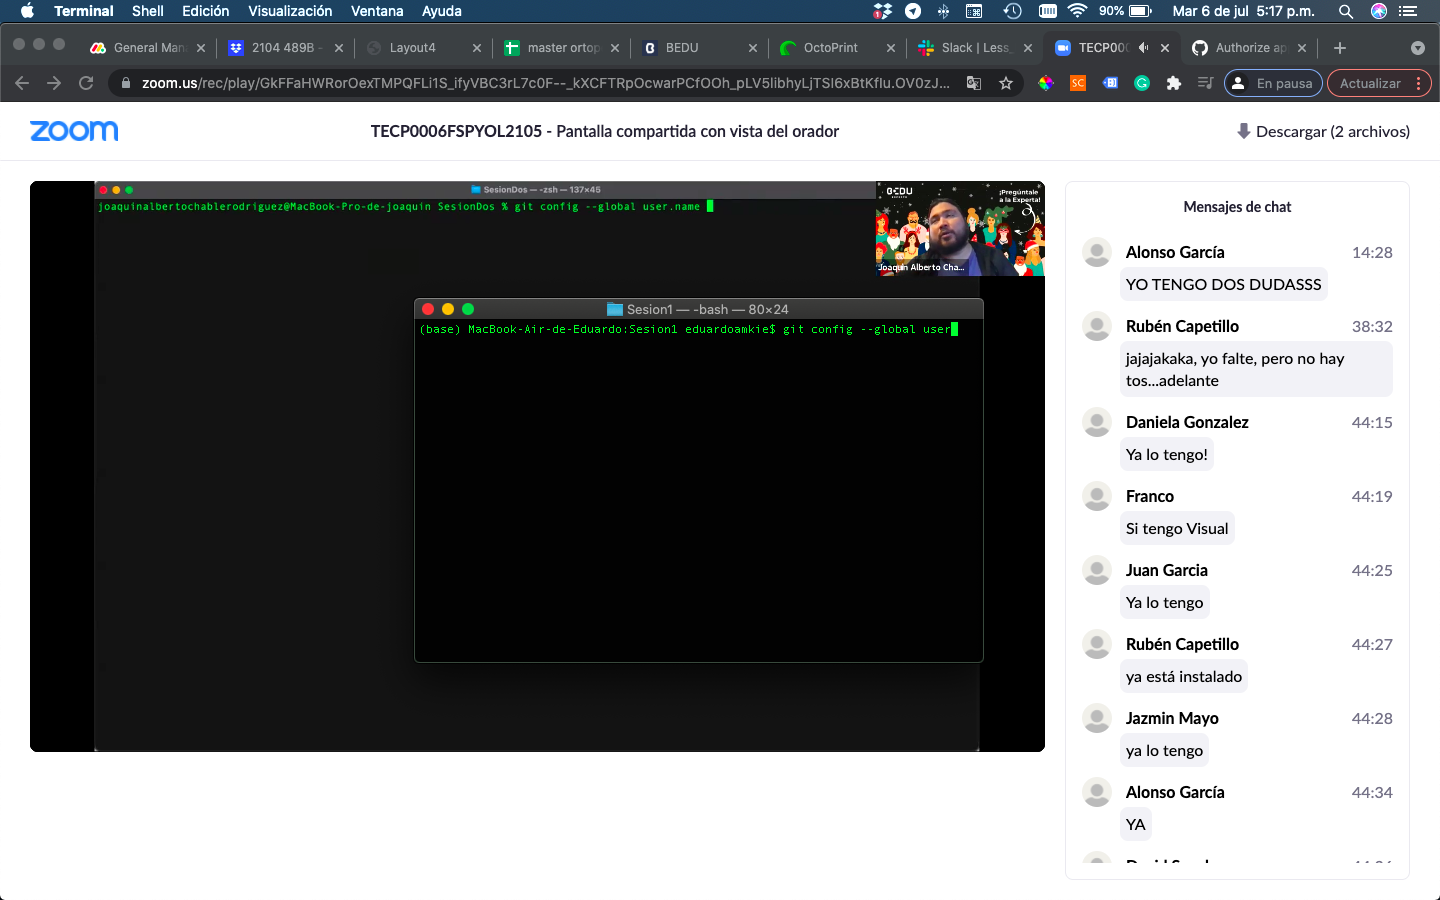 Terminal Shell Edición Visualización Ventana Ayuda 90% Mar 6 de jul 5:17 p.m.
General Man 2104 489B - Layout4 master ortop BEDU OctoPrint Slack | Less_ TECP000 Authorize ap
zoom.us/rec/play/GkFFaHWRorOexTMPQFLi1S_ifyVBC3rL7c0F--_kXCFTRpOcwarPCfOOh_pLV5IibhyLjTSl6xBtKflu.OV0zJ... En pausa Actualizar
zoom
TECP0006FSPYOL2105 - Pantalla compartida con vista del orador
Descargar (2 archivos)
SesionDos — -zsh — 137×45
joaquinalbertochablerodriguez@MacBook-Pro-de-joaquin SesionDos % git config --global user.name
BEDU
¡Pregúntale
a la Experta!
Joaquín Alberto Cha...
Sesion1 — -bash — 80×24
(base) MacBook-Air-de-Eduardo:Sesion1 eduardoamkie$ git config --global user
Mensajes de chat
Alonso García 14:28
YO TENGO DOS DUDASSS
Rubén Capetillo 38:32
jajajakaka, yo falte, pero no hay
tos...adelante
Daniela Gonzalez 44:15
Ya lo tengo!
Franco 44:19
Si tengo Visual
Juan Garcia 44:25
Ya lo tengo
Rubén Capetillo 44:27
ya está instalado
Jazmin Mayo 44:28
ya lo tengo
Alonso García 44:34
YA